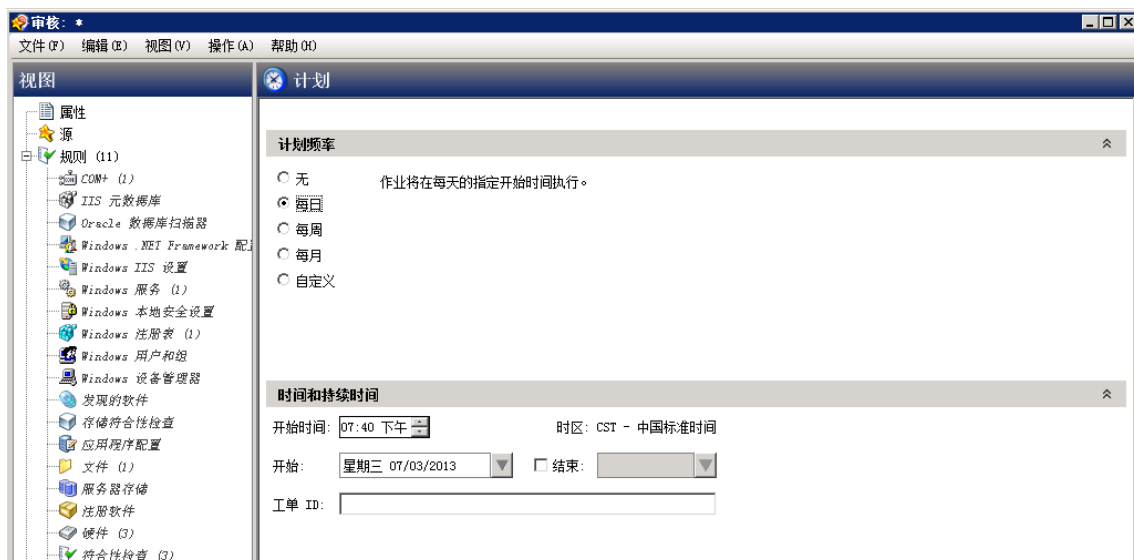 审核: *
文件(F) 编辑(E) 视图(V) 操作(A) 帮助(H)
视图
计划
属性
源
规则 (11)
COM+ (1)
IIS 元数据库
Oracle 数据库扫描器
Windows .NET Framework 配
Windows IIS 设置
Windows 服务 (1)
Windows 本地安全设置
Windows 注册表 (1)
Windows 用户和组
Windows 设备管理器
发现的软件
存储符合性检查
应用程序配置
文件 (1)
服务器存储
注册软件
硬件 (3)
符合性检查 (3)
计划频率
无
作业将在每天的指定开始时间执行。
每日
每周
每月
自定义
时间和持续时间
开始时间: 07:40 下午 时区: CST - 中国标准时间
开始: 星期三 07/03/2013 结束:
工单 ID: